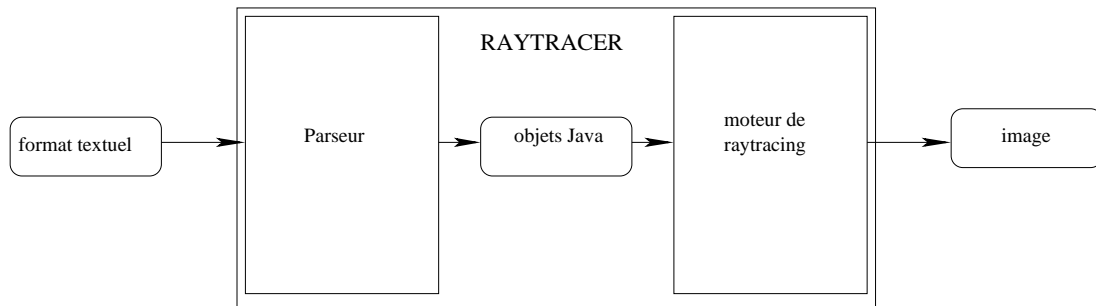 RAYTRACER
format textuel
Parseur
objets Java
moteur de
raytracing
image